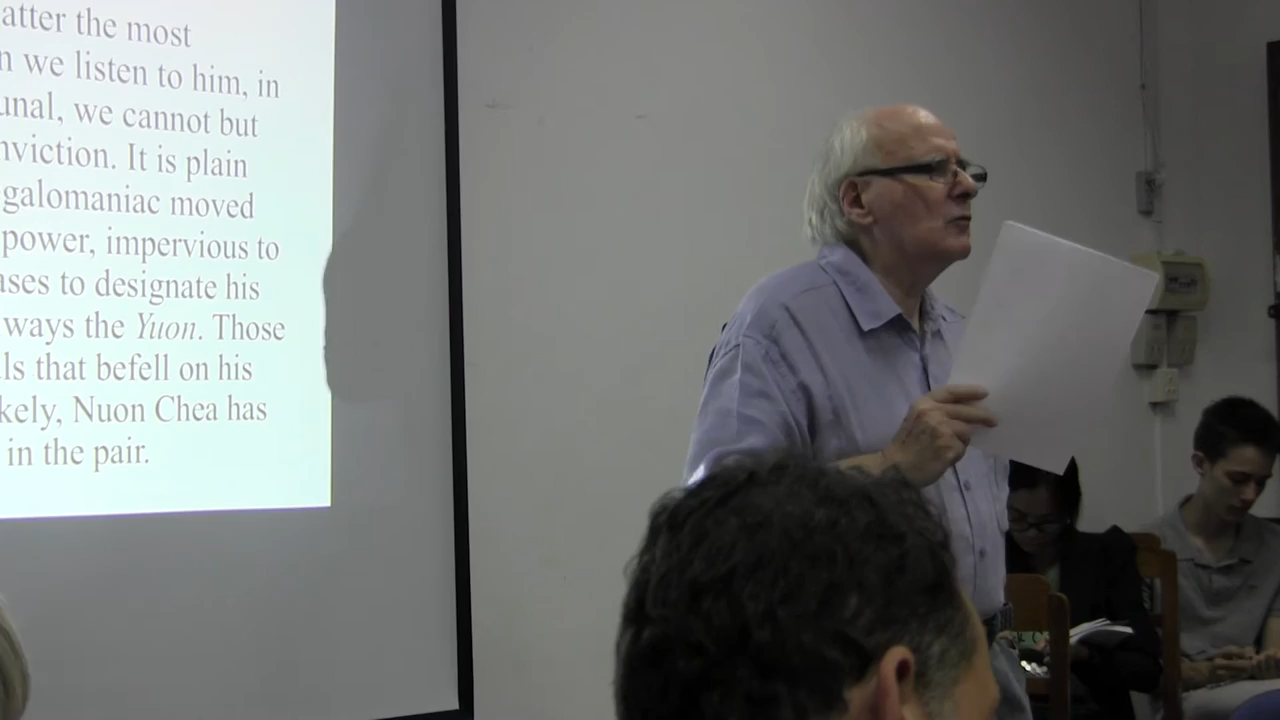 atter the most
n we listen to him, in
unal, we cannot but
nviction. It is plain
galomaniac moved
power, impervious to
ases to designate his
ways the Yuon. Those
ls that befell on his
kely, Nuon Chea has
in the pair.